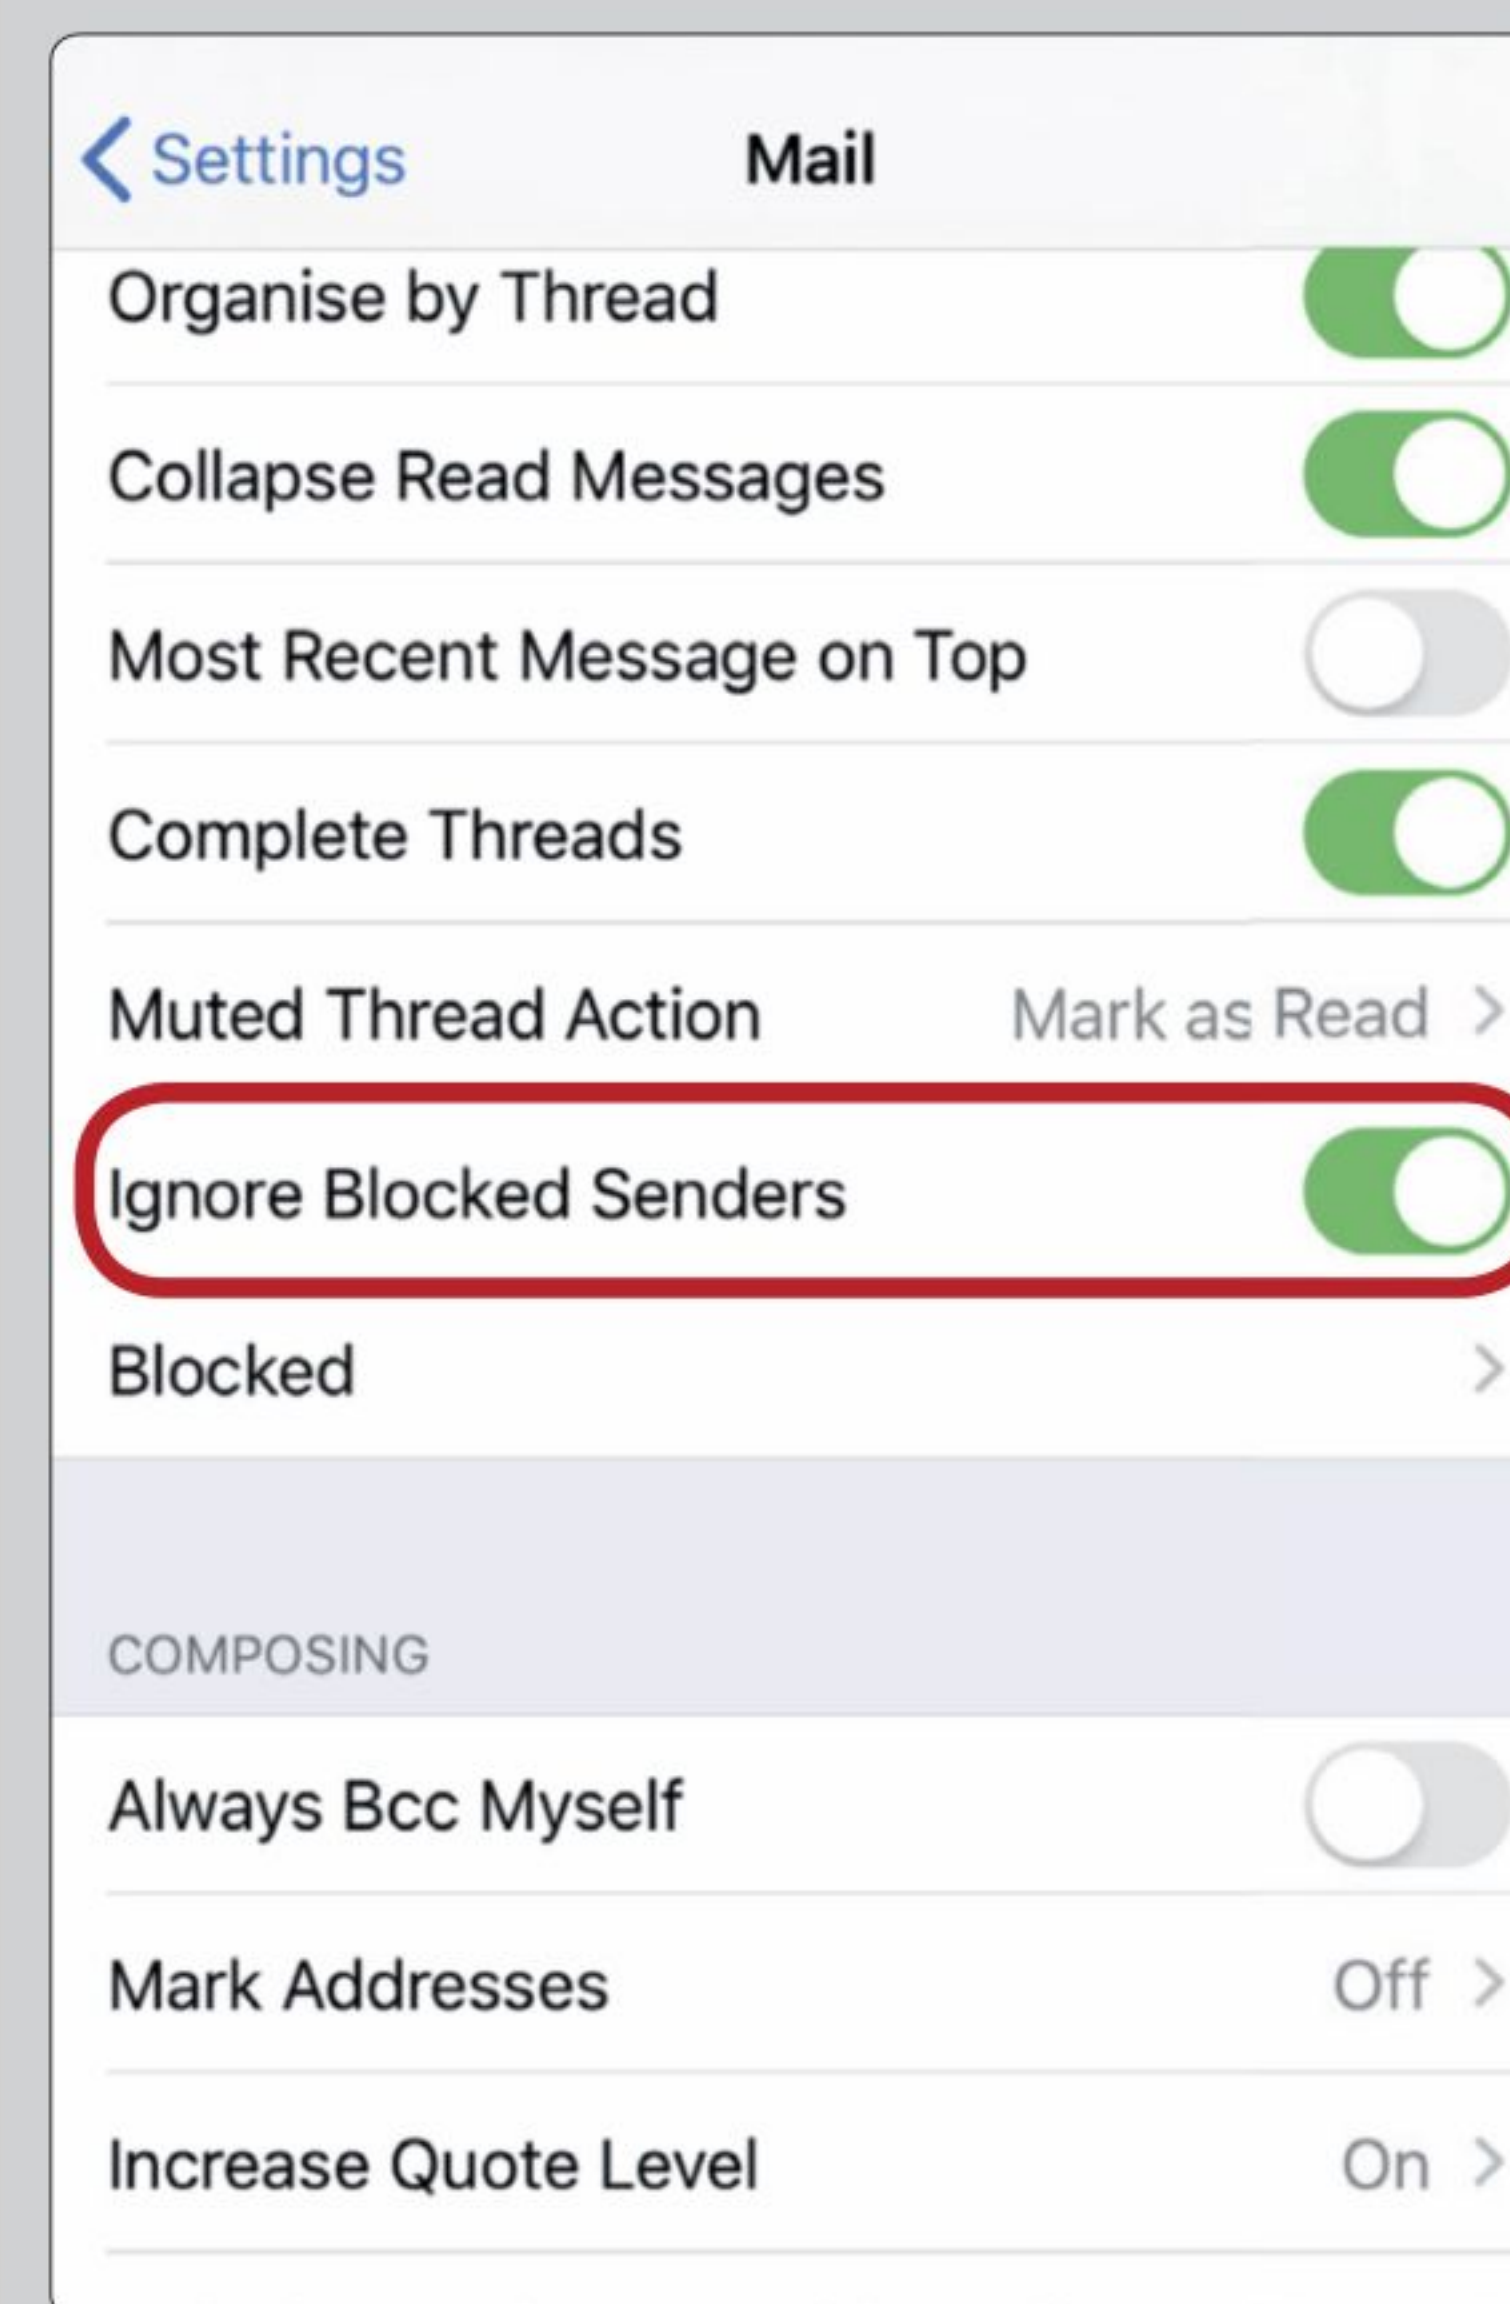 Settings
Mail
Organise by Thread
Collapse Read Messages
Most Recent Message on Top
Complete Threads
Muted Thread Action Mark as Read
Ignore Blocked Senders
Blocked
COMPOSING
Always Bcc Myself
Mark Addresses Off
Increase Quote Level On